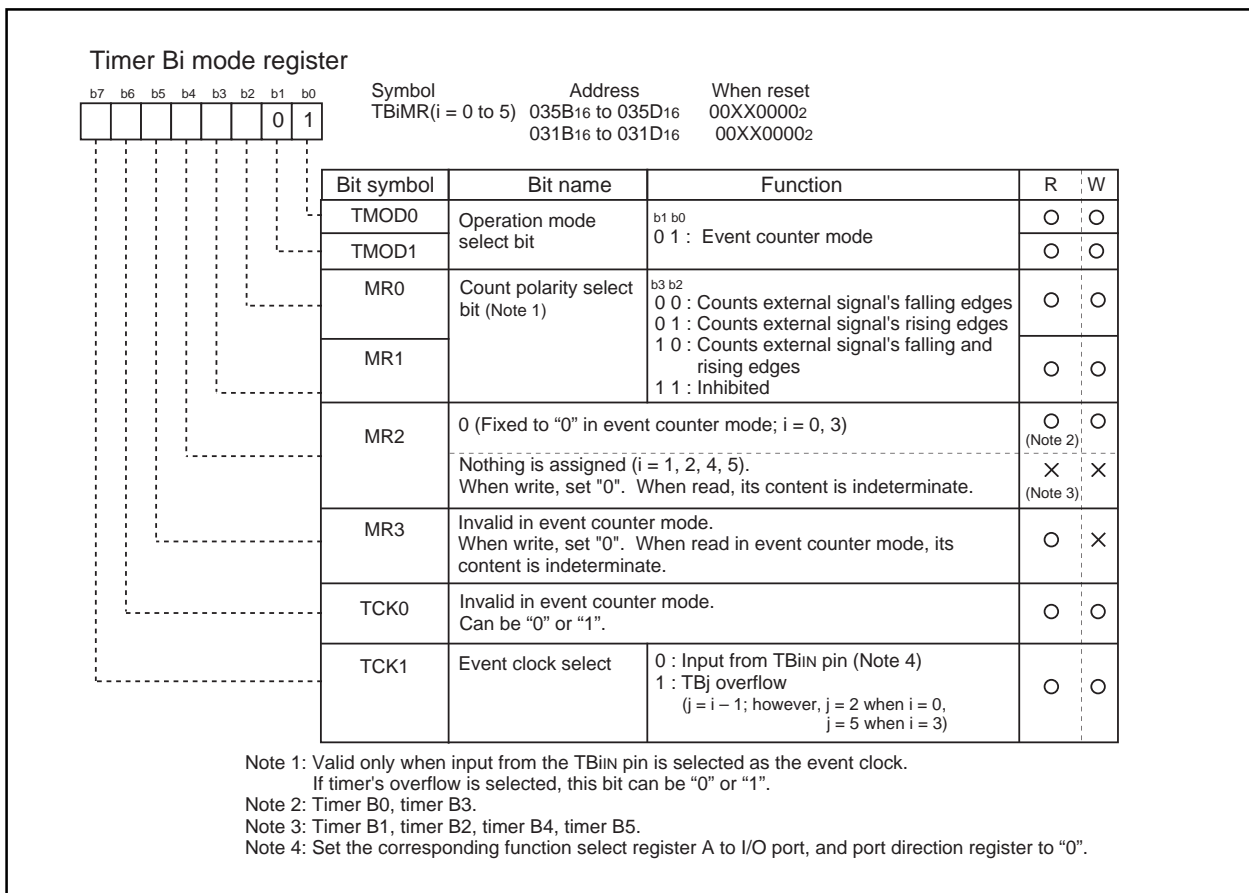 Timer Bi mode register
b7 b6 b5 b4 b3 b2 b1 b0
0 1
Symbol Address When reset
TBiMR(i = 0 to 5) 035B16 to 035D16 00XX00002
031B16 to 031D16 00XX00002
Bit symbol Bit name Function R W
TMOD0
TMOD1
Operation mode
select bit
b1 b0
0 1 : Event counter mode
MR0
MR1
Count polarity select
bit (Note 1)
b3 b2
0 0 : Counts external signal's falling edges
0 1 : Counts external signal's rising edges
1 0 : Counts external signal's falling and
rising edges
1 1 : Inhibited
MR2
0 (Fixed to “0” in event counter mode; i = 0, 3)
(Note 2)
Nothing is assigned (i = 1, 2, 4, 5).
When write, set "0". When read, its content is indeterminate.
(Note 3)
MR3
Invalid in event counter mode.
When write, set "0". When read in event counter mode, its
content is indeterminate.
TCK0
Invalid in event counter mode.
Can be “0” or “1”.
TCK1
Event clock select
0 : Input from TBiIN pin (Note 4)
1 : TBj overflow
(j = i – 1; however, j = 2 when i = 0,
j = 5 when i = 3)
Note 1: Valid only when input from the TBiIN pin is selected as the event clock.
If timer's overflow is selected, this bit can be “0” or “1”.
Note 2: Timer B0, timer B3.
Note 3: Timer B1, timer B2, timer B4, timer B5.
Note 4: Set the corresponding function select register A to I/O port, and port direction register to “0”.